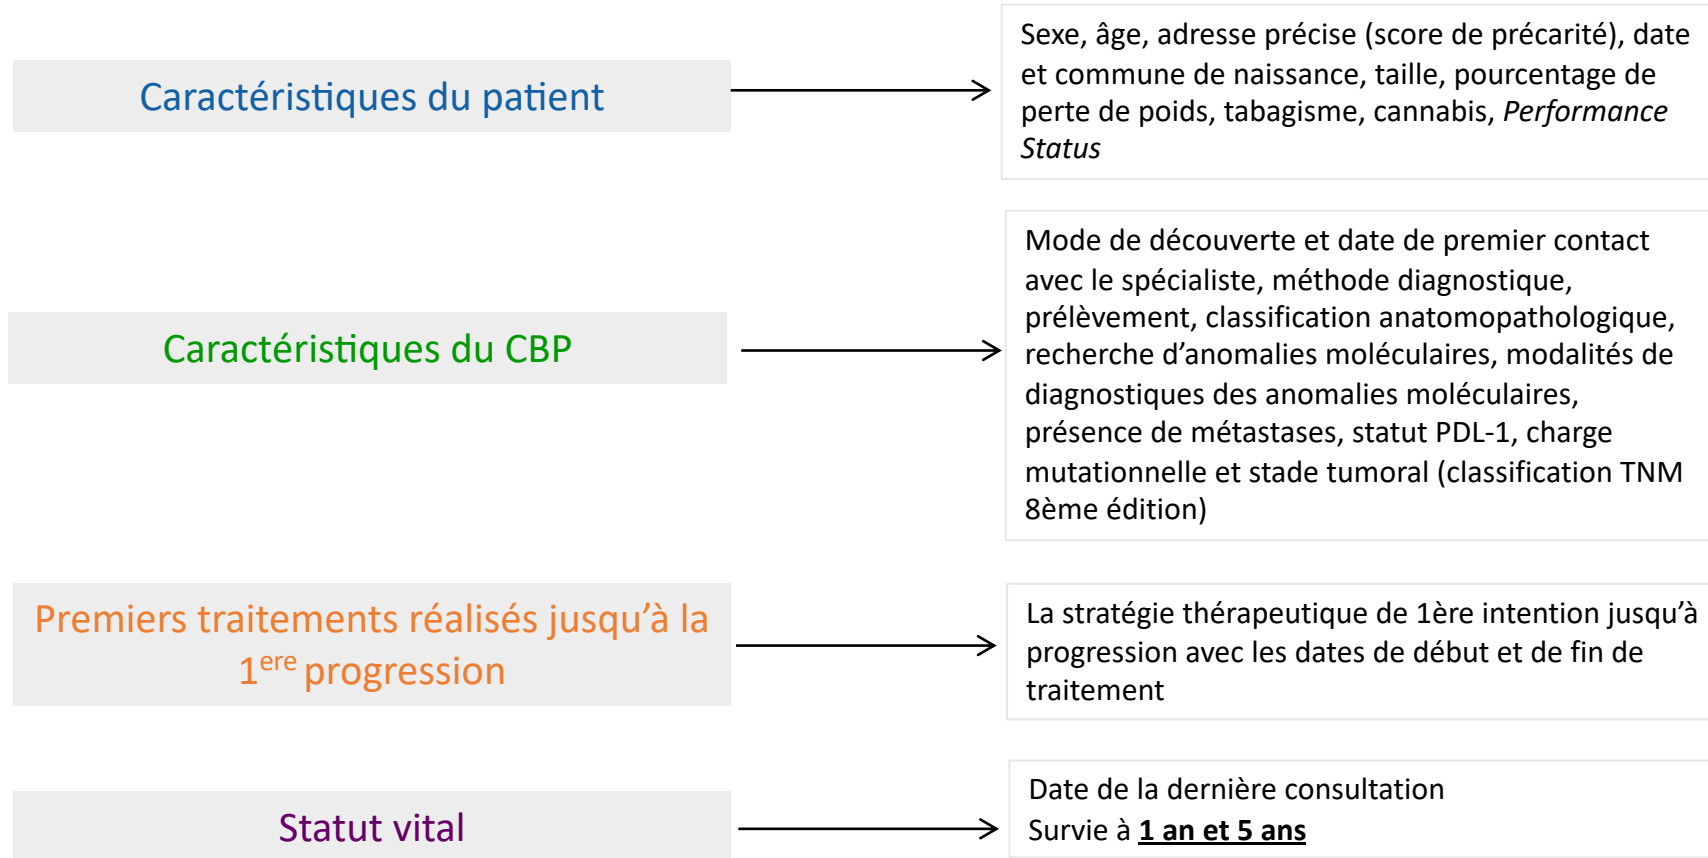 Caractéristiques du patient
Sexe, âge, adresse précise (score de précarité), date
et commune de naissance, taille, pourcentage de
perte de poids, tabagisme, cannabis, Performance
Status
Caractéristiques du CBP
Mode de découverte et date de premier contact
avec le spécialiste, méthode diagnostique,
prélèvement, classification anatomopathologique,
recherche d’anomalies moléculaires, modalités de
diagnostiques des anomalies moléculaires,
présence de métastases, statut PDL-1, charge
mutationnelle et stade tumoral (classification TNM
8ème édition)
Premiers traitements réalisés jusqu’à la
1ere progression
La stratégie thérapeutique de 1ère intention jusqu’à
progression avec les dates de début et de fin de
traitement
Statut vital
Date de la dernière consultation
Survie à 1 an et 5 ans